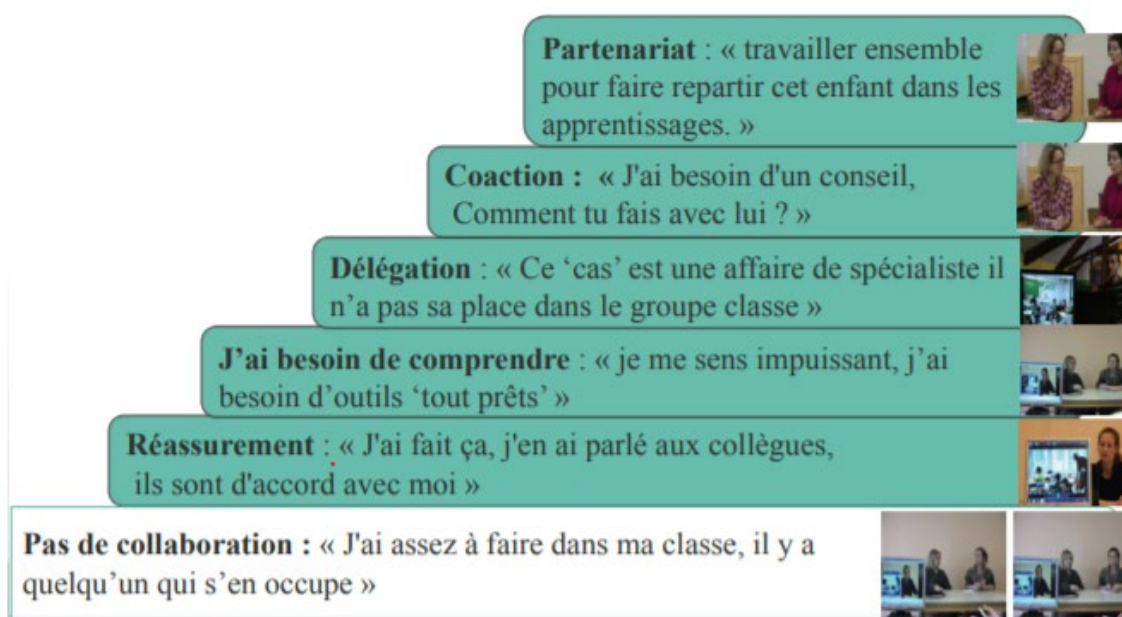 Partenariat : « travailler ensemble
pour faire repartir cet enfant dans les
apprentissages. »
Coaction : « J'ai besoin d'un conseil,
Comment tu fais avec lui ? »
Délégation : « Ce ‘cas’ est une affaire de spécialiste il
n’a pas sa place dans le groupe classe »
J’ai besoin de comprendre : « je me sens impuissant, j’ai
besoin d’outils ‘tout prêts’ »
Réassurement : « J'ai fait ça, j'en ai parlé aux collègues,
ils sont d'accord avec moi »
Pas de collaboration : « J'ai assez à faire dans ma classe, il y a
quelqu’un qui s’en occupe »